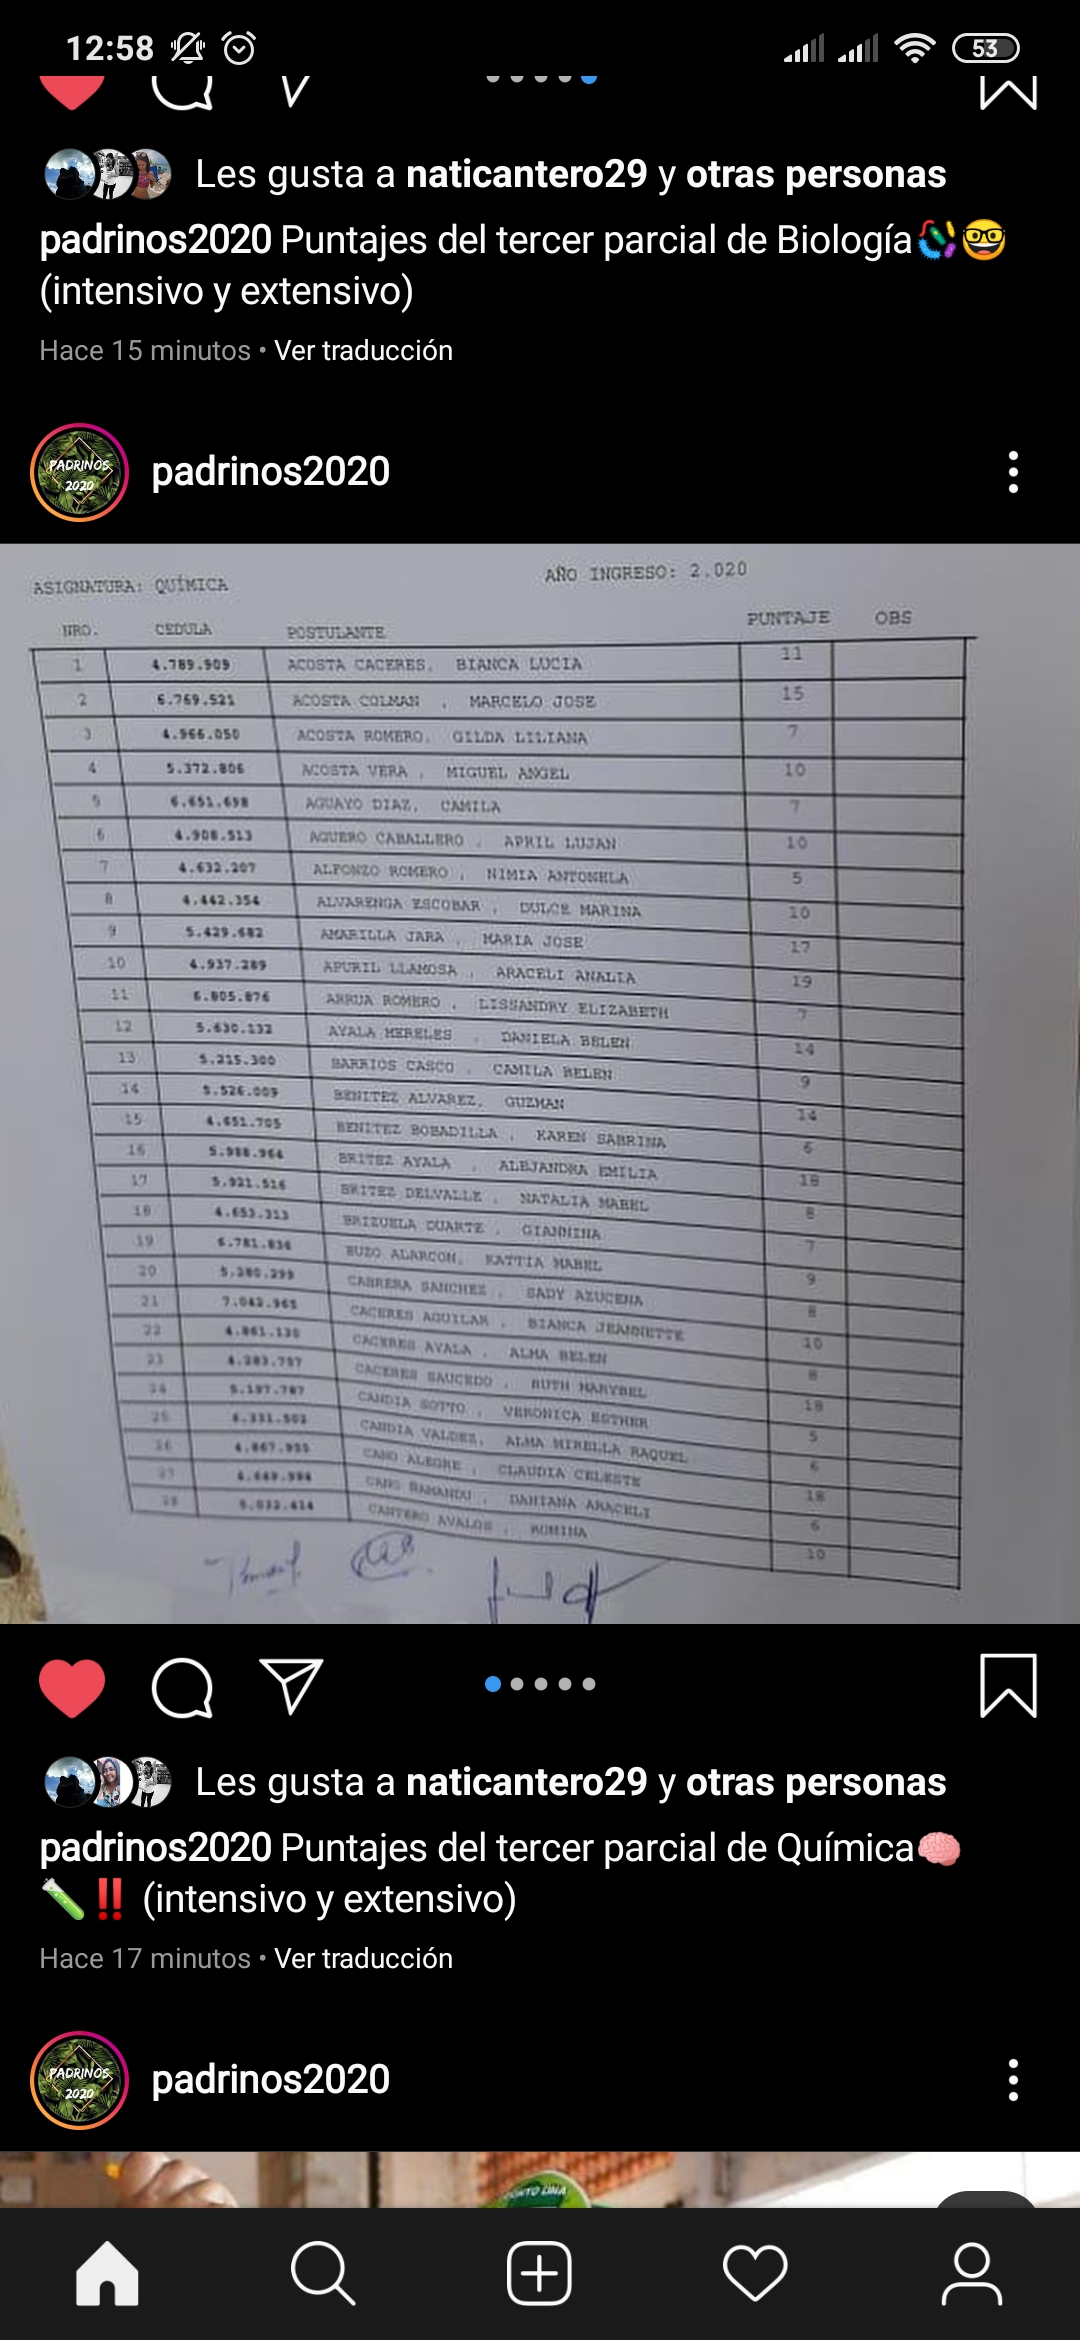 12:58
53
Les gusta a naticantero29 y otras personas
padrinos2020 Puntajes del tercer parcial de Biología
(intensivo y extensivo)
Hace 15 minutos • Ver traducción
PADRINOS 2020
padrinos2020
ASIGNATURA: QUÍMICA AÑO INGRESO: 2.020
NRO. CEDULA POSTULANTE PUNTAJE OBS
1 4.789.909 ACOSTA CACERES, BIANCA LUCIA 11
2 6.769.521 ACOSTA COLMAN , MARCELO JOSE 15
3 4.966.050 ACOSTA ROMERO, GILDA LILIANA 7
4 5.372.806 ACOSTA VERA , MIGUEL ANGEL 10
5 6.651.698 AGUAYO DIAZ, CAMILA 7
6 4.908.513 AGUERO CABALLERO , APRIL LUJAN 10
7 4.632.207 ALFONZO ROMERO , NIMIA ANTONELA 5
8 4.442.354 ALVARENGA ESCOBAR , DULCE MARINA 10
9 5.429.682 AMARILLA JARA , MARIA JOSE 17
10 4.937.289 APURIL LLAMOSA , ARACELI ANALIA 19
11 6.805.876 ARRUA ROMERO , LISSANDRY ELIZABETH 7
12 5.630.132 AYALA MERELES , DANIELA BELEN 14
13 5.215.300 BARRIOS CASCO , CAMILA BELEN 9
14 5.526.009 BENITEZ ALVAREZ, GUZMAN 14
15 4.651.705 BENITEZ BOBADILLA , KAREN SABRINA 6
16 5.988.964 BRITEZ AYALA , ALEJANDRA EMILIA 18
17 5.921.516 BRITEZ DELVALLE , NATALIA MABEL 8
18 4.653.313 BRIZUELA DUARTE , GIANNINA 7
19 6.781.836 BUZO ALARCON, KATTIA MABEL 9
20 5.280.299 CABRERA SANCHEZ , SADY AZUCENA 8
21 7.042.965 CACERES AGUILAR , BIANCA JEANNETTE 10
22 4.861.130 CACERES AYALA , ALMA BELEN 8
23 4.283.757 CACERES SAUCEDO , RUTH MARYBEL 18
24 5.197.787 CANDIA SOTTO , VERONICA ESTHER 5
25 CANDIA VALDEZ, ALMA MIRELLA RAQUEL 6
26 CANO ALEGRE , CLAUDIA CELESTE 18
27 CANO , DAHIANA ARACELI 6
28 5.032.414 CANTERO AVALOS , ROMINA 10
Les gusta a naticantero29 y otras personas
padrinos2020 Puntajes del tercer parcial de Química
(intensivo y extensivo)
Hace 17 minutos • Ver traducción
PADRINOS 2020
padrinos2020